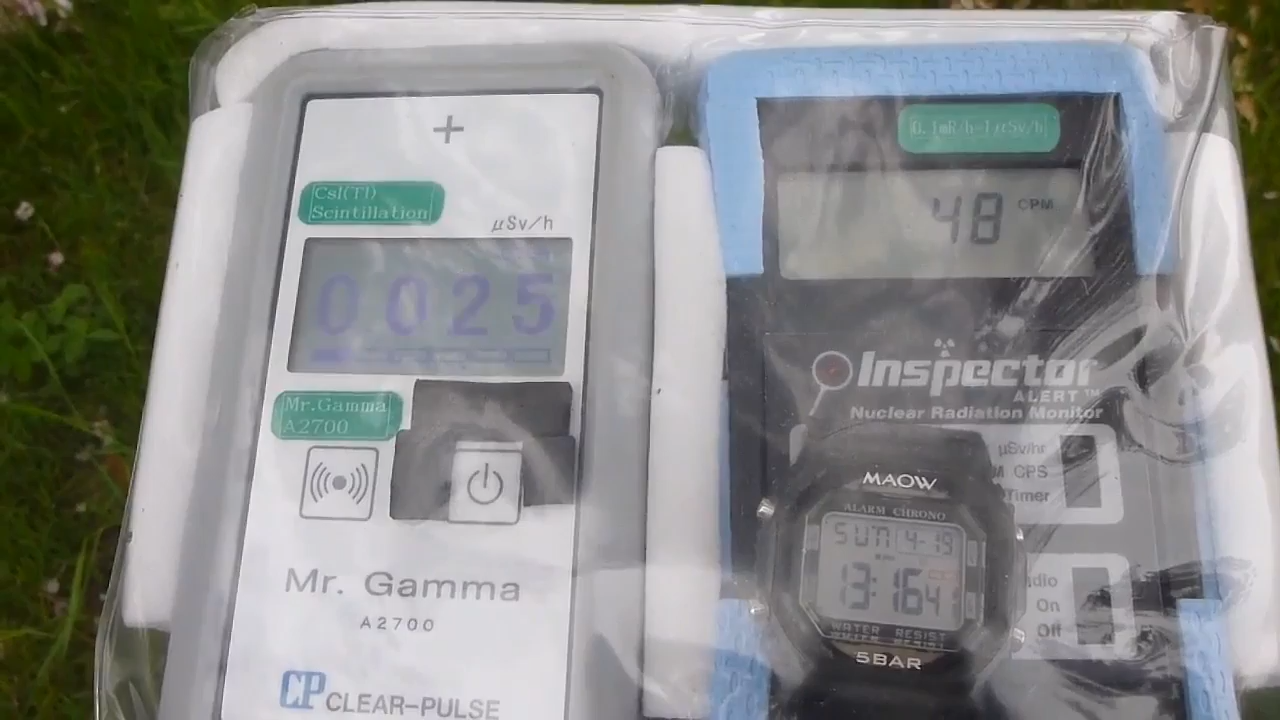 CsI(Tl)
Scintillation
μSv/h
0025
Mr.Gamma
A2700
Mr. Gamma
A2700
CP CLEAR-PULSE
0.1mR/h=1μSv/h
48 CPM
Inspector
ALERT™
Nuclear Radiation Monitor
μSv/hr
CPS
Timer
On
Off
MAOW
ALARM CHRONO
SUN 4-19
13:16
WATER RESIST
5BAR